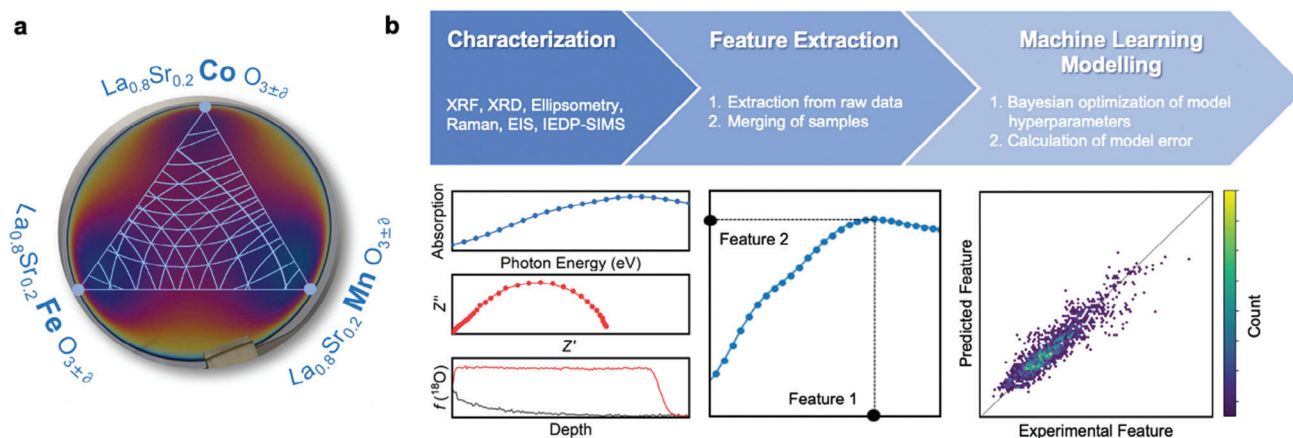 a
La0.8Sr0.2 Co O3±∂
La0.8Sr0.2 Fe O3±∂
La0.8Sr0.2 Mn O3±∂
b
Characterization
XRF, XRD, Ellipsometry,
Raman, EIS, IEDP-SIMS
Feature Extraction
1. Extraction from raw data
2. Merging of samples
Machine Learning
Modelling
1. Bayesian optimization of model
hyperparameters
2. Calculation of model error
Absorption
Photon Energy (eV)
Z''
Z'
f (18O)
Depth
Feature 2
Feature 1
Predicted Feature
Experimental Feature
Count